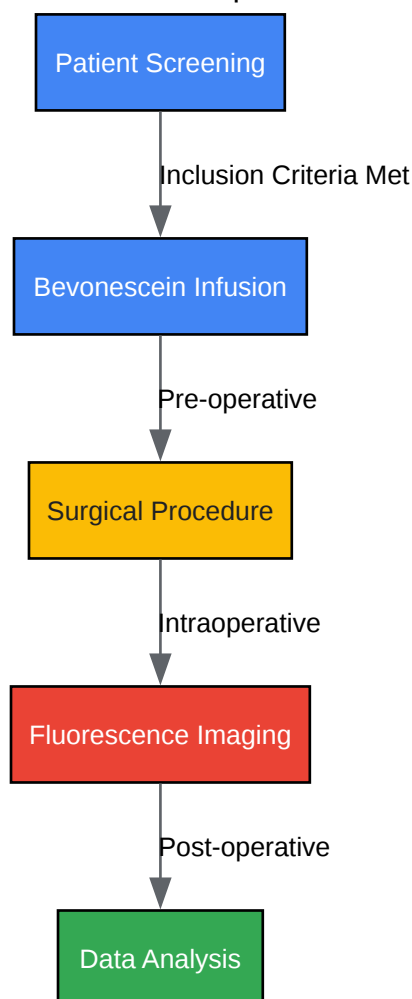 Patient Screening
Inclusion Criteria Met
Bevonescein Infusion
Pre-operative
Surgical Procedure
Intraoperative
Fluorescence Imaging
Post-operative
Data Analysis